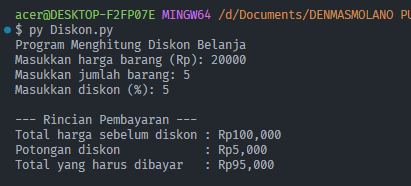 acer@DESKTOP-F2FP07E MINGW64 /d/Documents/DENMASMOLANO
$ py Diskon.py
Program Menghitung Diskon Belanja
Masukkan harga barang (Rp): 20000
Masukkan jumlah barang: 5
Masukkan diskon (%): 5
--- Rincian Pembayaran ---
Total harga sebelum diskon : Rp100,000
Potongan diskon : Rp5,000
Total yang harus dibayar : Rp95,000